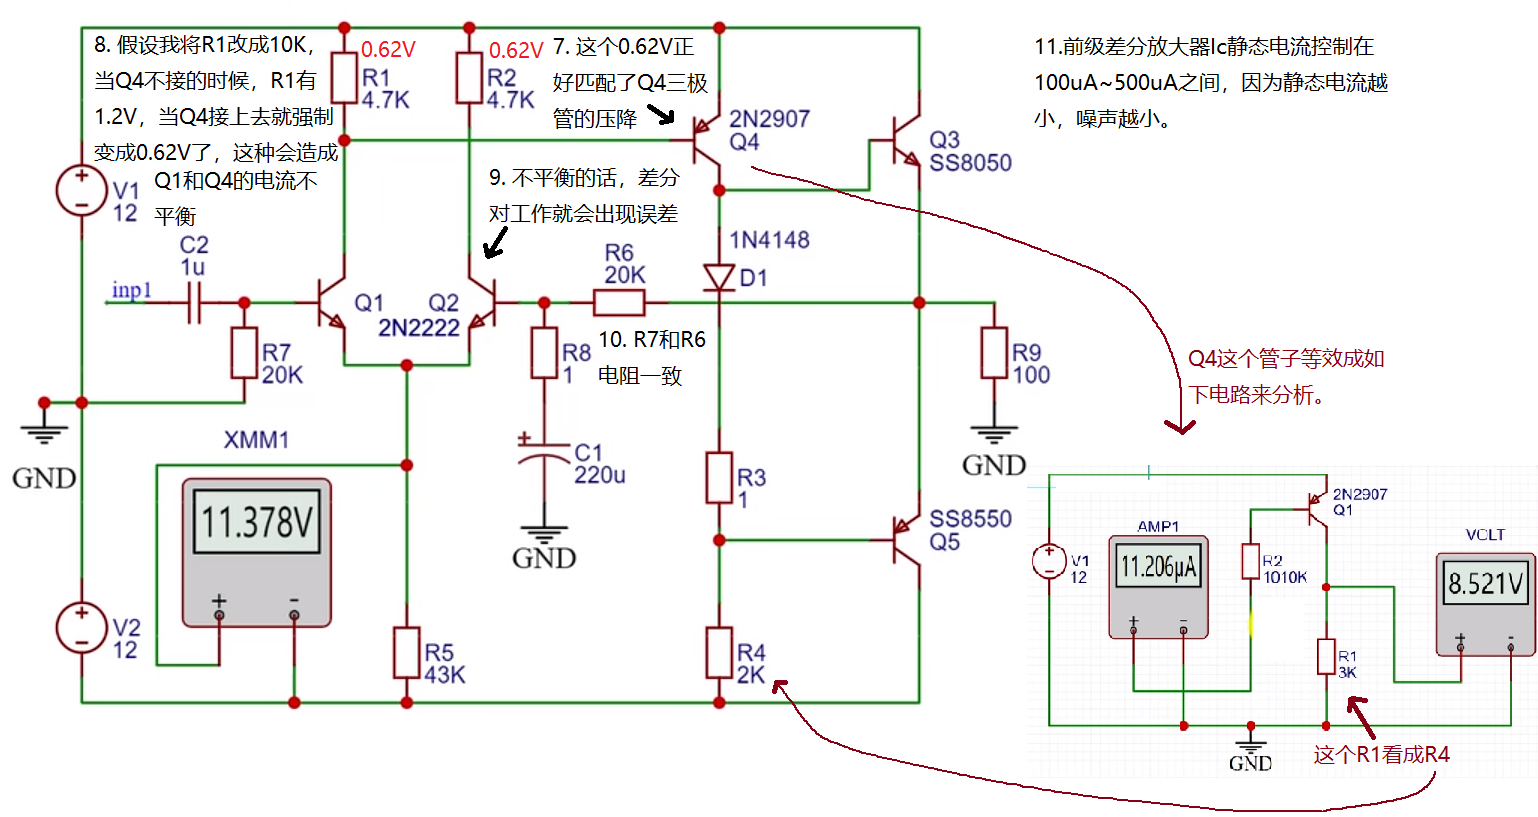 8. 假设我将R1改成10K，
当Q4不接的时候，R1有
1.2V，当Q4接上去就强制
变成0.62V了，这种会造成
Q1和Q4的电流不
平衡
0.62V
R1
4.7K
0.62V
R2
4.7K
7. 这个0.62V正
好匹配了Q4三极
管的压降
2N2907
Q4
Q3
SS8050
11.前级差分放大器Ic静态电流控制在
100uA~500uA之间，因为静态电流越
小，噪声越小。
V1
12
9. 不平衡的话，差分
对工作就会出现误差
C2
1u
inp1
R7
20K
Q1
Q2
2N2222
R6
20K
1N4148
D1
R8
1
10. R7和R6
电阻一致
R9
100
GND
Q4这个管子等效成如
下电路来分析。
GND
XMM1
11.378V
+
-
C1
220u
GND
R3
1
SS8550
Q5
V2
12
R5
43K
R4
2K
2N2907
Q1
AMP1
11.206μA
+
-
V1
12
R2
1010K
VOLT
8.521V
+
-
R1
3K
GND
这个R1看成R4